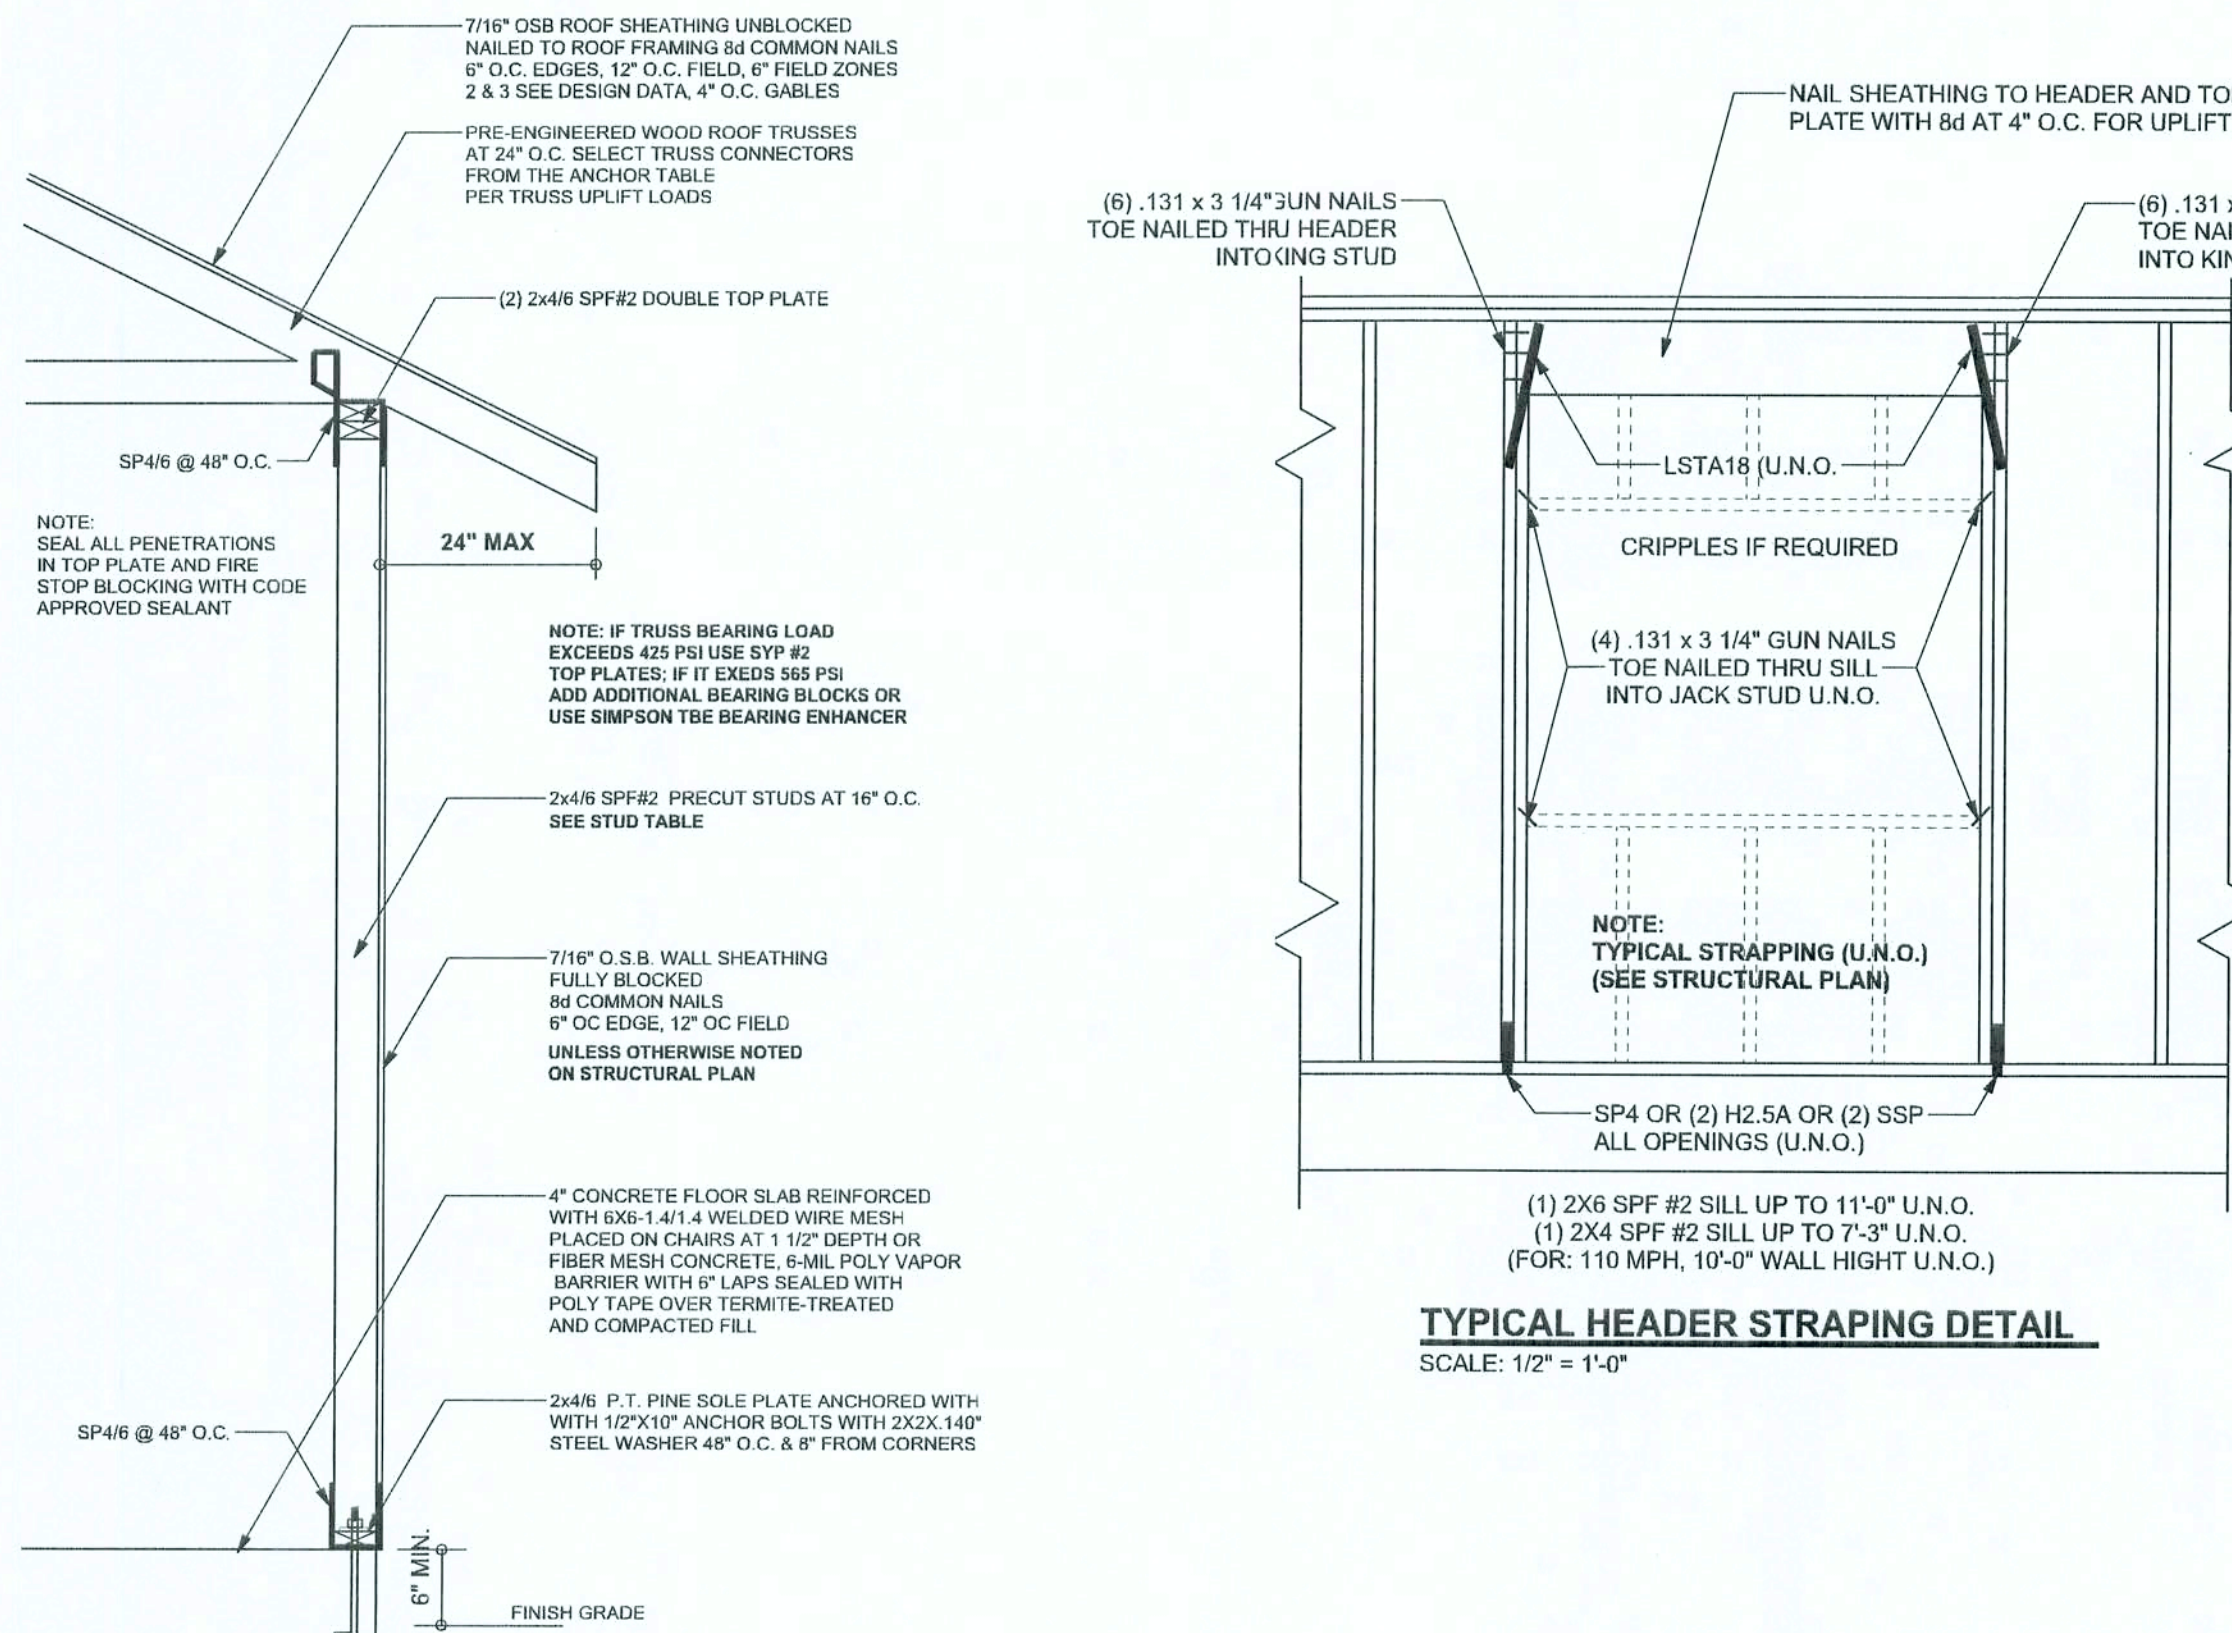 7/16" OSB ROOF SHEATHING UNBLOCKED
NAILED TO ROOF FRAMING 8d COMMON NAILS
6" O.C. EDGES, 12" O.C. FIELD, 6" FIELD ZONES
2 & 3 SEE DESIGN DATA, 4" O.C. GABLES
PRE-ENGINEERED WOOD ROOF TRUSSES
AT 24" O.C. SELECT TRUSS CONNECTORS
FROM THE ANCHOR TABLE
PER TRUSS UPLIFT LOADS
(2) 2x4/6 SPF#2 DOUBLE TOP PLATE
SP4/6 @ 48" O.C.
NOTE:
SEAL ALL PENETRATIONS
IN TOP PLATE AND FIRE
STOP BLOCKING WITH CODE
APPROVED SEALANT
24" MAX
NOTE: IF TRUSS BEARING LOAD
EXCEEDS 425 PSI USE SYP #2
TOP PLATES; IF IT EXEDS 565 PSI
ADD ADDITIONAL BEARING BLOCKS OR
USE SIMPSON TBE BEARING ENHANCER
2x4/6 SPF#2 PRECUT STUDS AT 16" O.C.
SEE STUD TABLE
7/16" O.S.B. WALL SHEATHING
FULLY BLOCKED
8d COMMON NAILS
6" OC EDGE, 12" OC FIELD
UNLESS OTHERWISE NOTED
ON STRUCTURAL PLAN
4" CONCRETE FLOOR SLAB REINFORCED
WITH 6X6-1.4/1.4 WELDED WIRE MESH
PLACED ON CHAIRS AT 1 1/2" DEPTH OR
FIBER MESH CONCRETE, 6-MIL POLY VAPOR
BARRIER WITH 6" LAPS SEALED WITH
POLY TAPE OVER TERMITE-TREATED
AND COMPACTED FILL
2x4/6 P.T. PINE SOLE PLATE ANCHORED WITH
WITH 1/2"X10" ANCHOR BOLTS WITH 2X2X.140"
STEEL WASHER 48" O.C. & 8" FROM CORNERS
SP4/6 @ 48" O.C.
6" MIN.
FINISH GRADE
NAIL SHEATHING TO HEADER AND TO
PLATE WITH 8d AT 4" O.C. FOR UPLIFT
(6) .131 x 3 1/4" GUN NAILS
TOE NAILED THRU HEADER
INTO KING STUD
(6) .131 x
TOE NAI
INTO KIN
LSTA18 (U.N.O.
CRIPPLES IF REQUIRED
(4) .131 x 3 1/4" GUN NAILS
TOE NAILED THRU SILL
INTO JACK STUD U.N.O.
NOTE:
TYPICAL STRAPPING (U.N.O.)
(SEE STRUCTURAL PLAN)
SP4 OR (2) H2.5A OR (2) SSP
ALL OPENINGS (U.N.O.)
(1) 2X6 SPF #2 SILL UP TO 11'-0" U.N.O.
(1) 2X4 SPF #2 SILL UP TO 7'-3" U.N.O.
(FOR: 110 MPH, 10'-0" WALL HIGHT U.N.O.)
TYPICAL HEADER STRAPING DETAIL
SCALE: 1/2" = 1'-0"